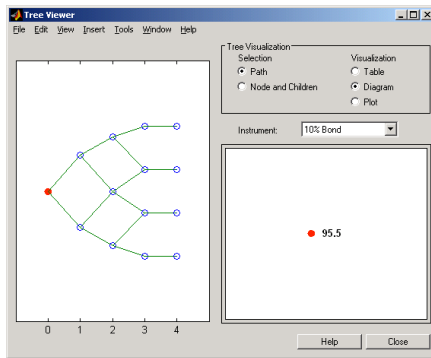 Tree Viewer
File Edit View Insert Tools Window Help
Tree Visualization
Selection
Visualization
Path
Table
Node and Children
Diagram
Plot
Instrument: 10% Bond
95.5
0 1 2 3 4
Help Close